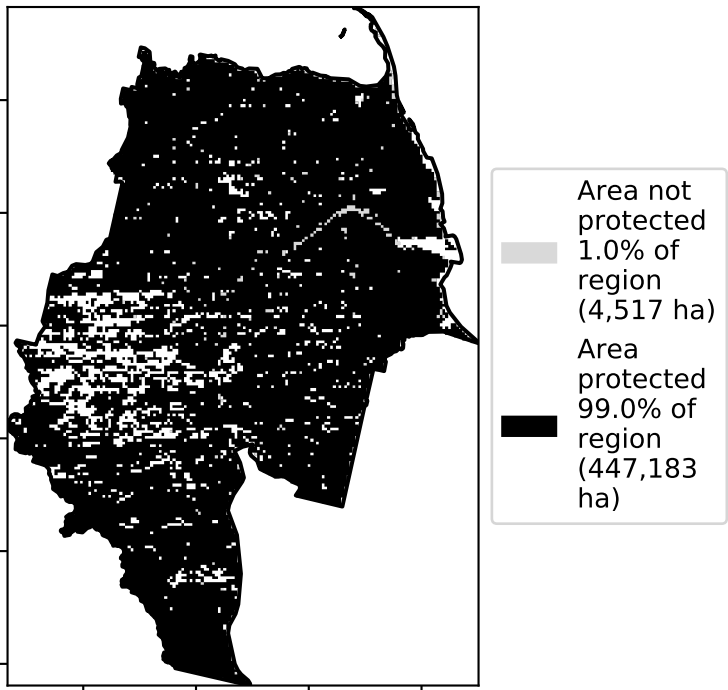 Area not
protected
1.0% of
region
(4,517 ha)
Area
protected
99.0% of
region
(447,183
ha)